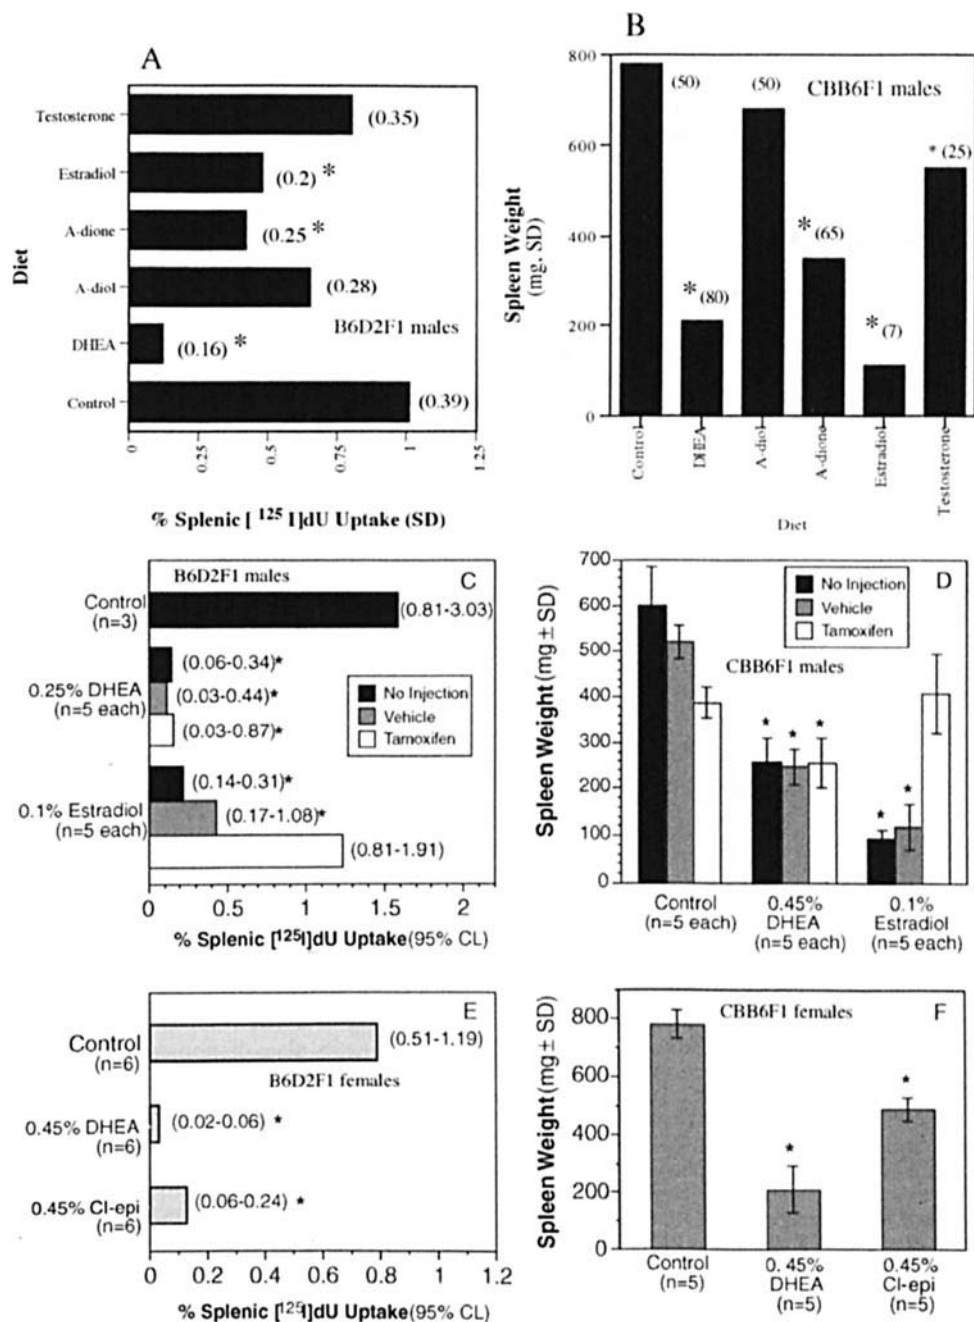 A
Testosterone
(0.35)
Estradiol
(0.2) *
A-dione
(0.25 *
Diet
A-diol
(0.28)
B6D2F1 males
DHEA
(0.16) *
Control
(0.39)
0
0.25
0.5
0.75
1
1.25
% Splenic [ 125 I]dU Uptake (SD)
B
CBB6F1 males
Spleen Weight
(mg, SD)
800
600
400
200
0
(50)
* (80)
(50)
* (65)
* (7)
* (25)
Control
DHEA
A-diol
A-dione
Estradiol
Testosterone
Diet
C
B6D2F1 males
Control
(n=3)
(0.81-3.03)
0.25% DHEA
(n=5 each)
(0.06-0.34)*
(0.03-0.44)*
(0.03-0.87)*
No Injection
Vehicle
Tamoxifen
0.1% Estradiol
(n=5 each)
(0.14-0.31)*
(0.17-1.08)*
(0.81-1.91)
0 0.5 1 1.5 2
% Splenic [125I]dU Uptake(95% CL)
D
No Injection
Vehicle
Tamoxifen
CBB6F1 males
Spleen Weight (mg ± SD)
700
600
500
400
300
200
100
0
* * *
* *
Control
(n=5 each)
0.45%
DHEA
(n=5 each)
0.1%
Estradiol
(n=5 each)
E
Control
(n=6)
(0.51-1.19)
B6D2F1 females
0.45% DHEA
(n=6)
(0.02-0.06) *
0.45% Cl-epi
(n=6)
(0.06-0.24) *
0 0.2 0.4 0.6 0.8 1 1.2
% Splenic [125I]dU Uptake(95% CL)
F
CBB6F1 females
Spleen Weight (mg ± SD)
800
600
400
200
0
*
*
Control
(n=5)
0.45%
DHEA
(n=5)
0.45%
Cl-epi
(n=5)